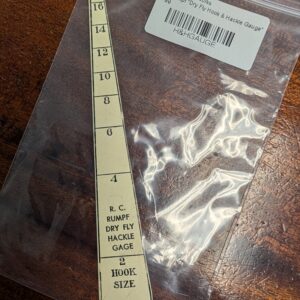 "Dry Fly Hook & Hackle Gauge"
H&HGAUGE
16
14
12
10
8
6
4
R. C.
RUMPF
DRY FLY
HACKLE
GAGE
2
HOOK
SIZE